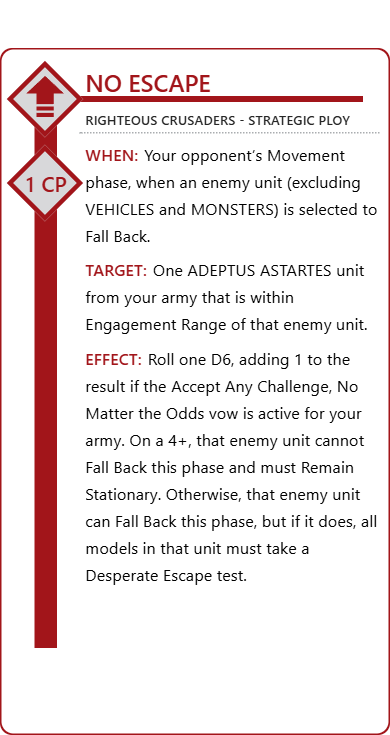 NO ESCAPE
RIGHTEOUS CRUSADERS - STRATEGIC PLOY
1 CP
WHEN: Your opponent's Movement
phase, when an enemy unit (excluding
VEHICLES and MONSTERS) is selected to
Fall Back.
TARGET: One ADEPTUS ASTARTES unit
from your army that is within
Engagement Range of that enemy unit.
EFFECT: Roll one D6, adding 1 to the
result if the Accept Any Challenge, No
Matter the Odds vow is active for your
army. On a 4+, that enemy unit cannot
Fall Back this phase and must Remain
Stationary. Otherwise, that enemy unit
can Fall Back this phase, but if it does, all
models in that unit must take a
Desperate Escape test.